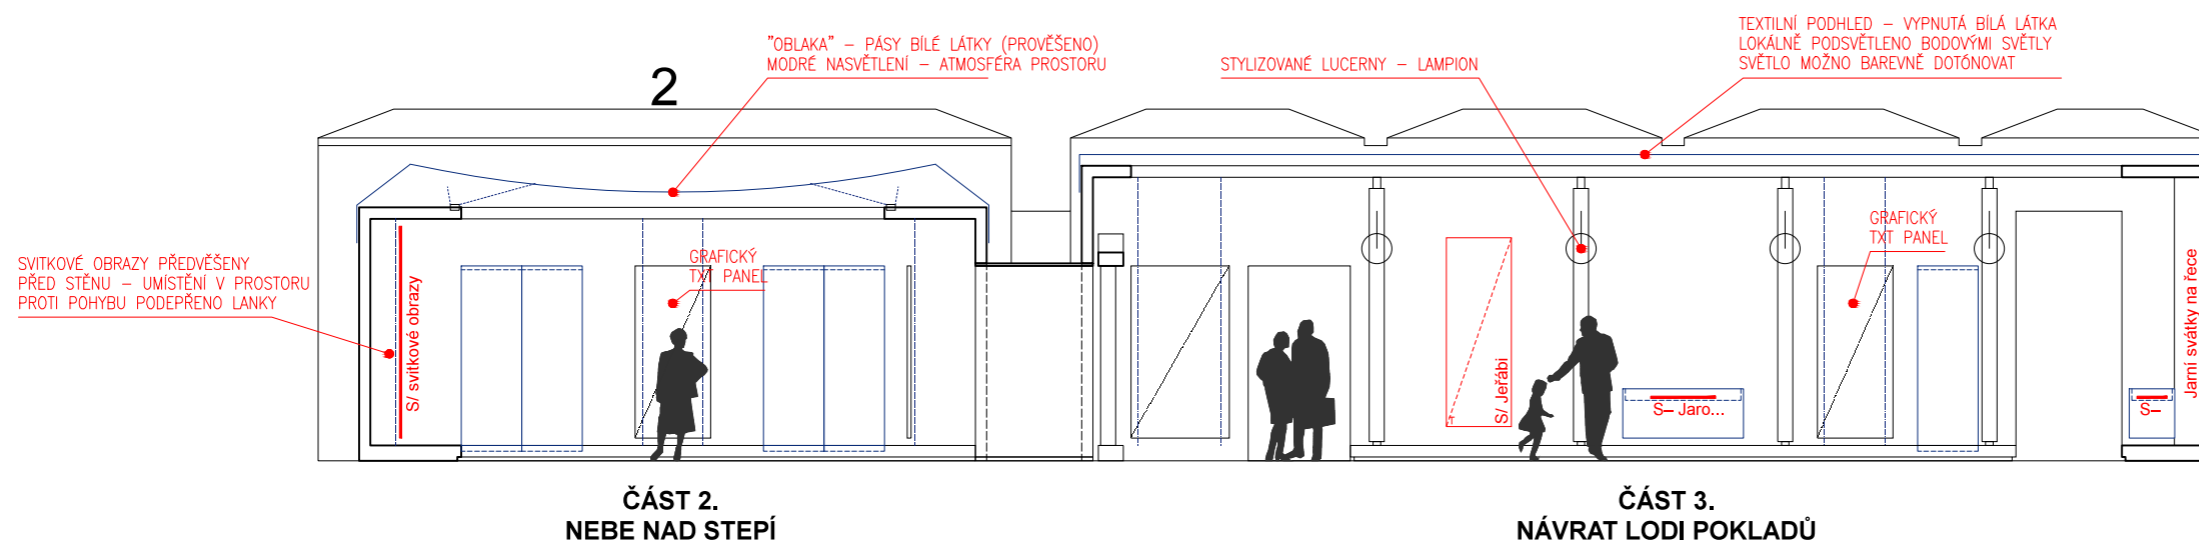 "OBLAKA" – PÁSY BÍLÉ LÁTKY (PROVĚŠENO)
MODRÉ NASVĚTLENÍ – ATMOSFÉRA PROSTORU
2
STYLIZOVANÉ LUCERNY – LAMPION
TEXTILNÍ PODHLED – VYPNUTÁ BÍLÁ LÁTKA
LOKÁLNĚ PODSVĚTLENO BODOVÝMI SVĚTLY
SVĚTLO MOŽNO BAREVNĚ DOTÓNOVAT
SVITKOVÉ OBRAZY PŘEDVĚŠENY
PŘED STĚNU – UMÍSTĚNÍ V PROSTORU
PROTI POHYBU PODEPŘENO LANKY
S/ svitkové obrazy
GRAFICKÝ
TXT PANEL
S/ Jeřábi
S– Jaro...
GRAFICKÝ
TXT PANEL
S–
Jarní svátky na řece
ČÁST 2.
NEBE NAD STEPÍ
ČÁST 3.
NÁVRAT LODI POKLADŮ